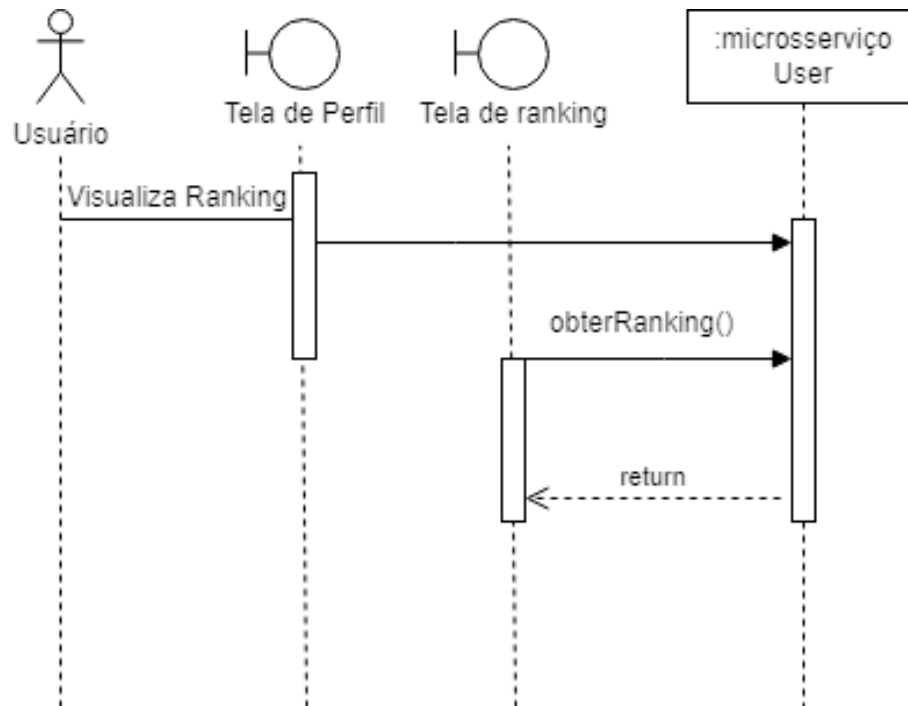 :microsserviço
User
Usuário
Tela de Perfil
Tela de ranking
Visualiza Ranking
obterRanking()
return